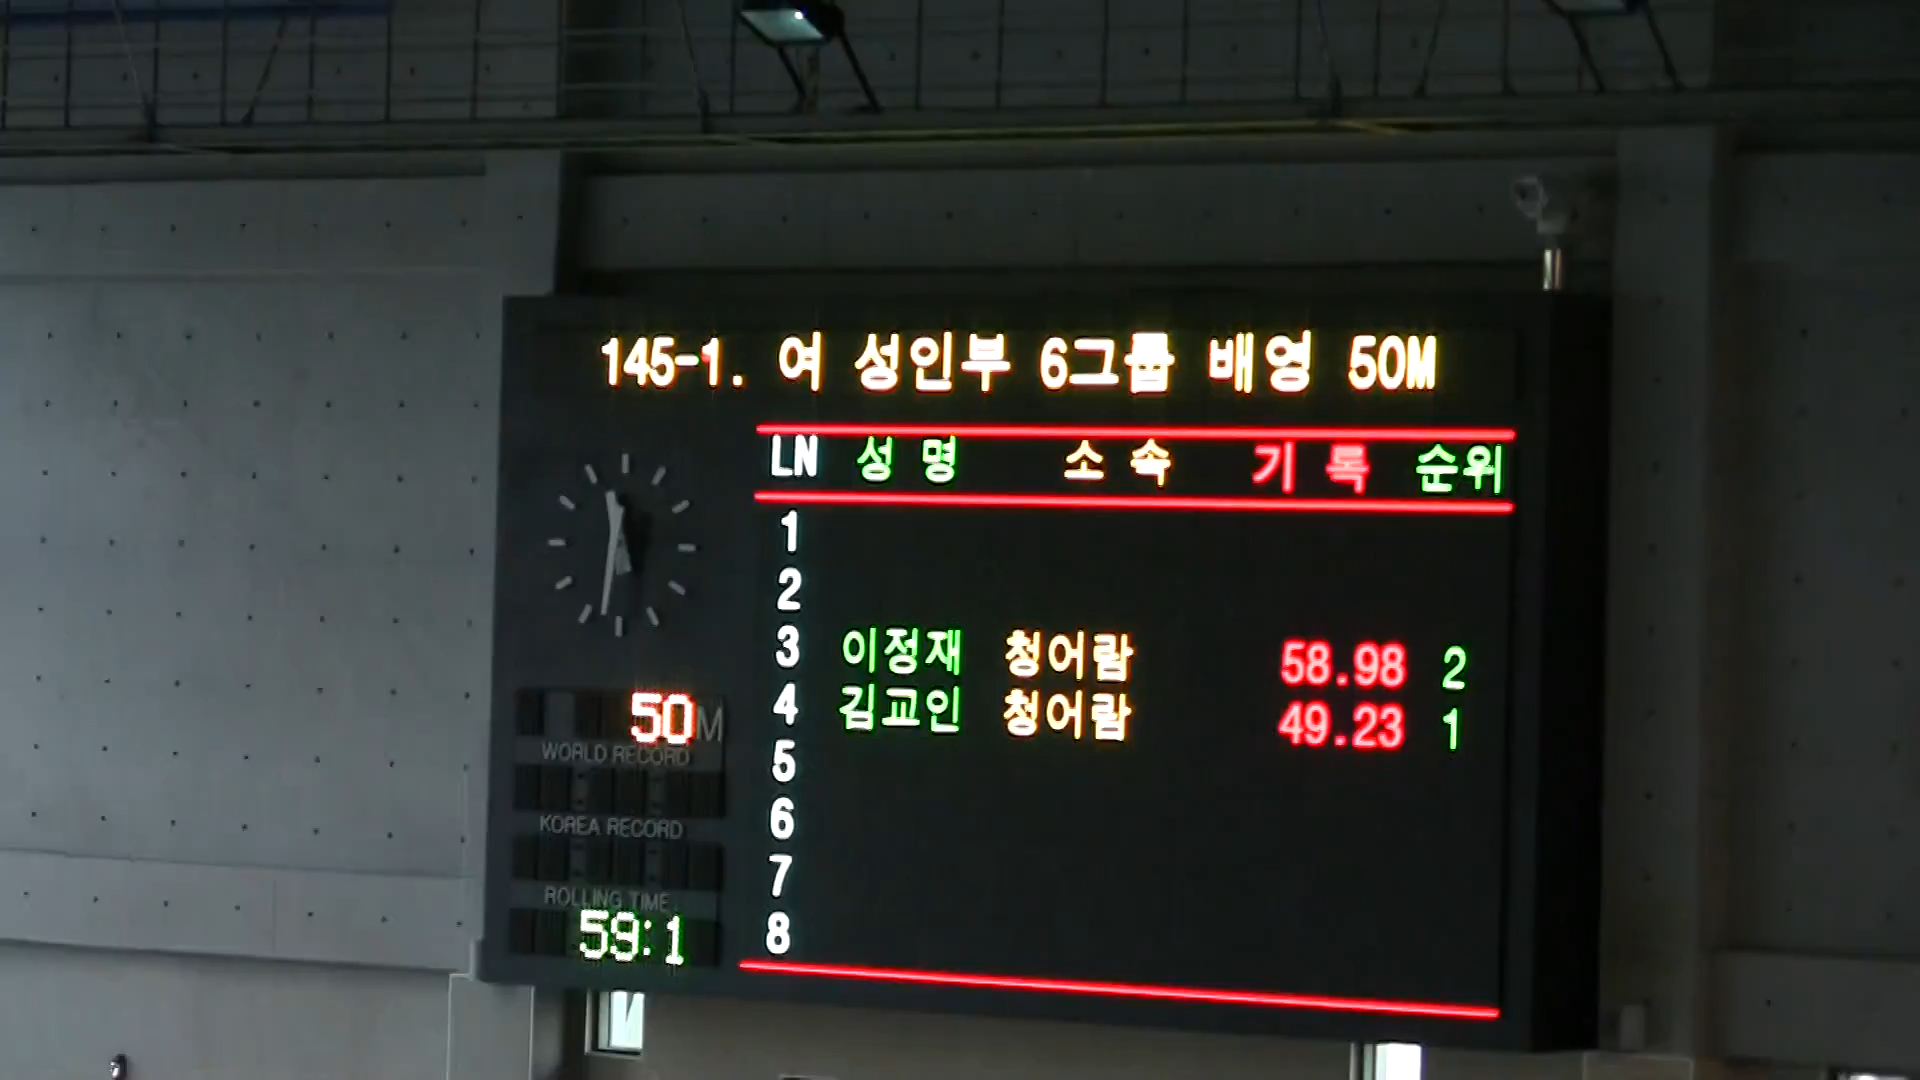 145-1. 여 성인부 6그룹 배영 50M
LN 성 명 소 속 기 록 순위
1
2
3 이정재 청어람 58.98 2
4 김교인 청어람 49.23 1
5
6
7
8
50M
WORLD RECORD
KOREA RECORD
ROLLING TIME
59:1